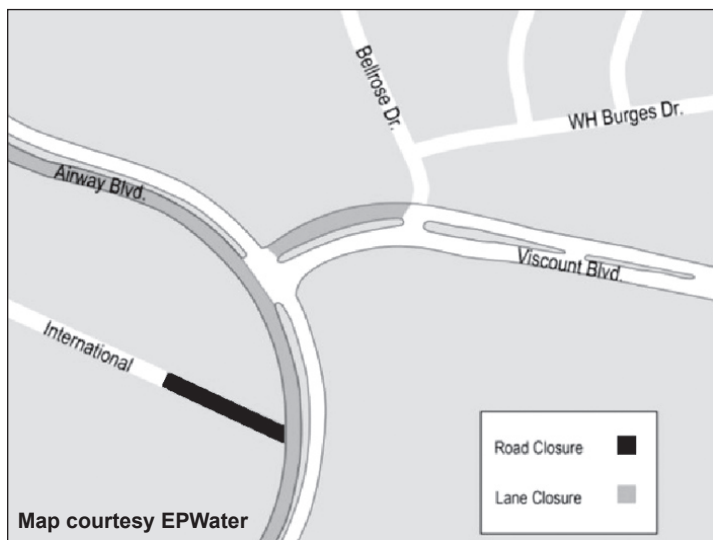 Bellrose Dr.
WH Burges Dr.
Airway Blvd.
Viscount Blvd.
International
Road Closure
Lane Closure
Map courtesy EPWater